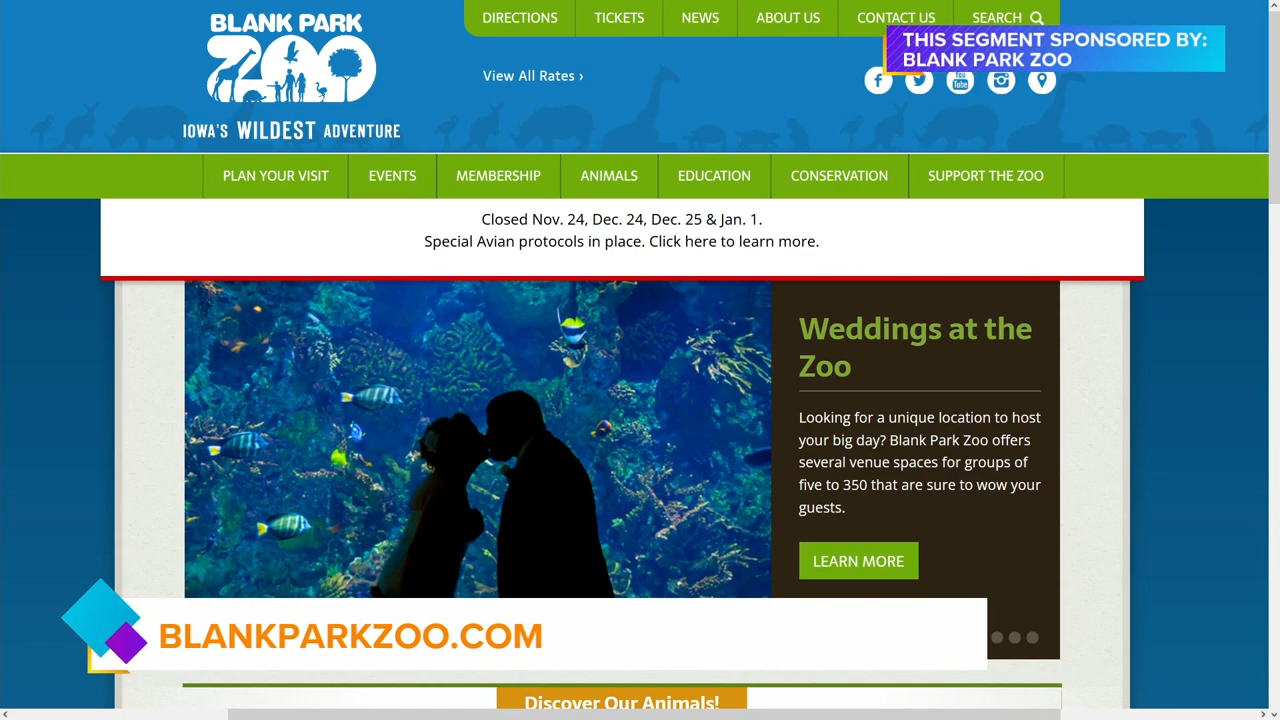 BLANK PARK
ZOO
IOWA'S WILDEST ADVENTURE
DIRECTIONS
TICKETS
NEWS
ABOUT US
CONTACT US
SEARCH
THIS SEGMENT SPONSORED BY:
BLANK PARK ZOO
View All Rates ›
You
Tube
PLAN YOUR VISIT
EVENTS
MEMBERSHIP
ANIMALS
EDUCATION
CONSERVATION
SUPPORT THE ZOO
Closed Nov. 24, Dec. 24, Dec. 25 & Jan. 1.
Special Avian protocols in place. Click here to learn more.
Weddings at the
Zoo
Looking for a unique location to host
your big day? Blank Park Zoo offers
several venue spaces for groups of
five to 350 that are sure to wow your
guests.
LEARN MORE
BLANKPARKZOO.COM
Discover Our Animals!